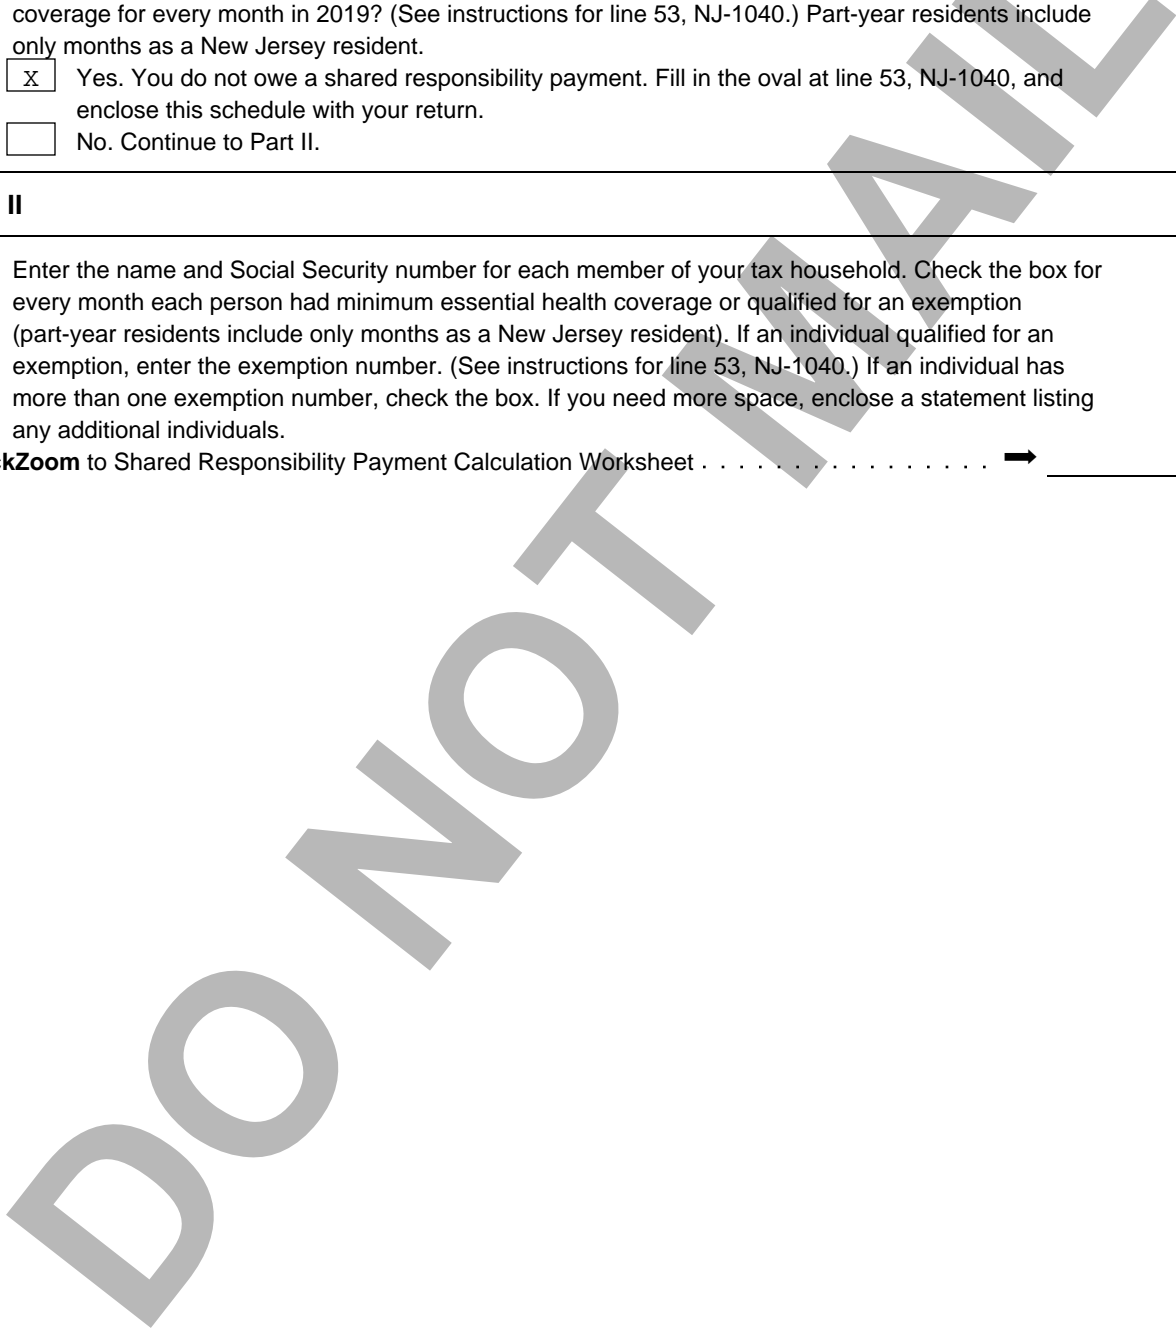 coverage for every month in 2019? (See instructions for line 53, NJ-1040.) Part-year residents include
only months as a New Jersey resident.
X Yes. You do not owe a shared responsibility payment. Fill in the oval at line 53, NJ-1040, and
enclose this schedule with your return.
No. Continue to Part II.
II
Enter the name and Social Security number for each member of your tax household. Check the box for
every month each person had minimum essential health coverage or qualified for an exemption
(part-year residents include only months as a New Jersey resident). If an individual qualified for an
exemption, enter the exemption number. (See instructions for line 53, NJ-1040.) If an individual has
more than one exemption number, check the box. If you need more space, enclose a statement listing
any additional individuals.
ckZoom to Shared Responsibility Payment Calculation Worksheet . . . . . . . . . . . . . . . . ➡
DO NOT MAIL